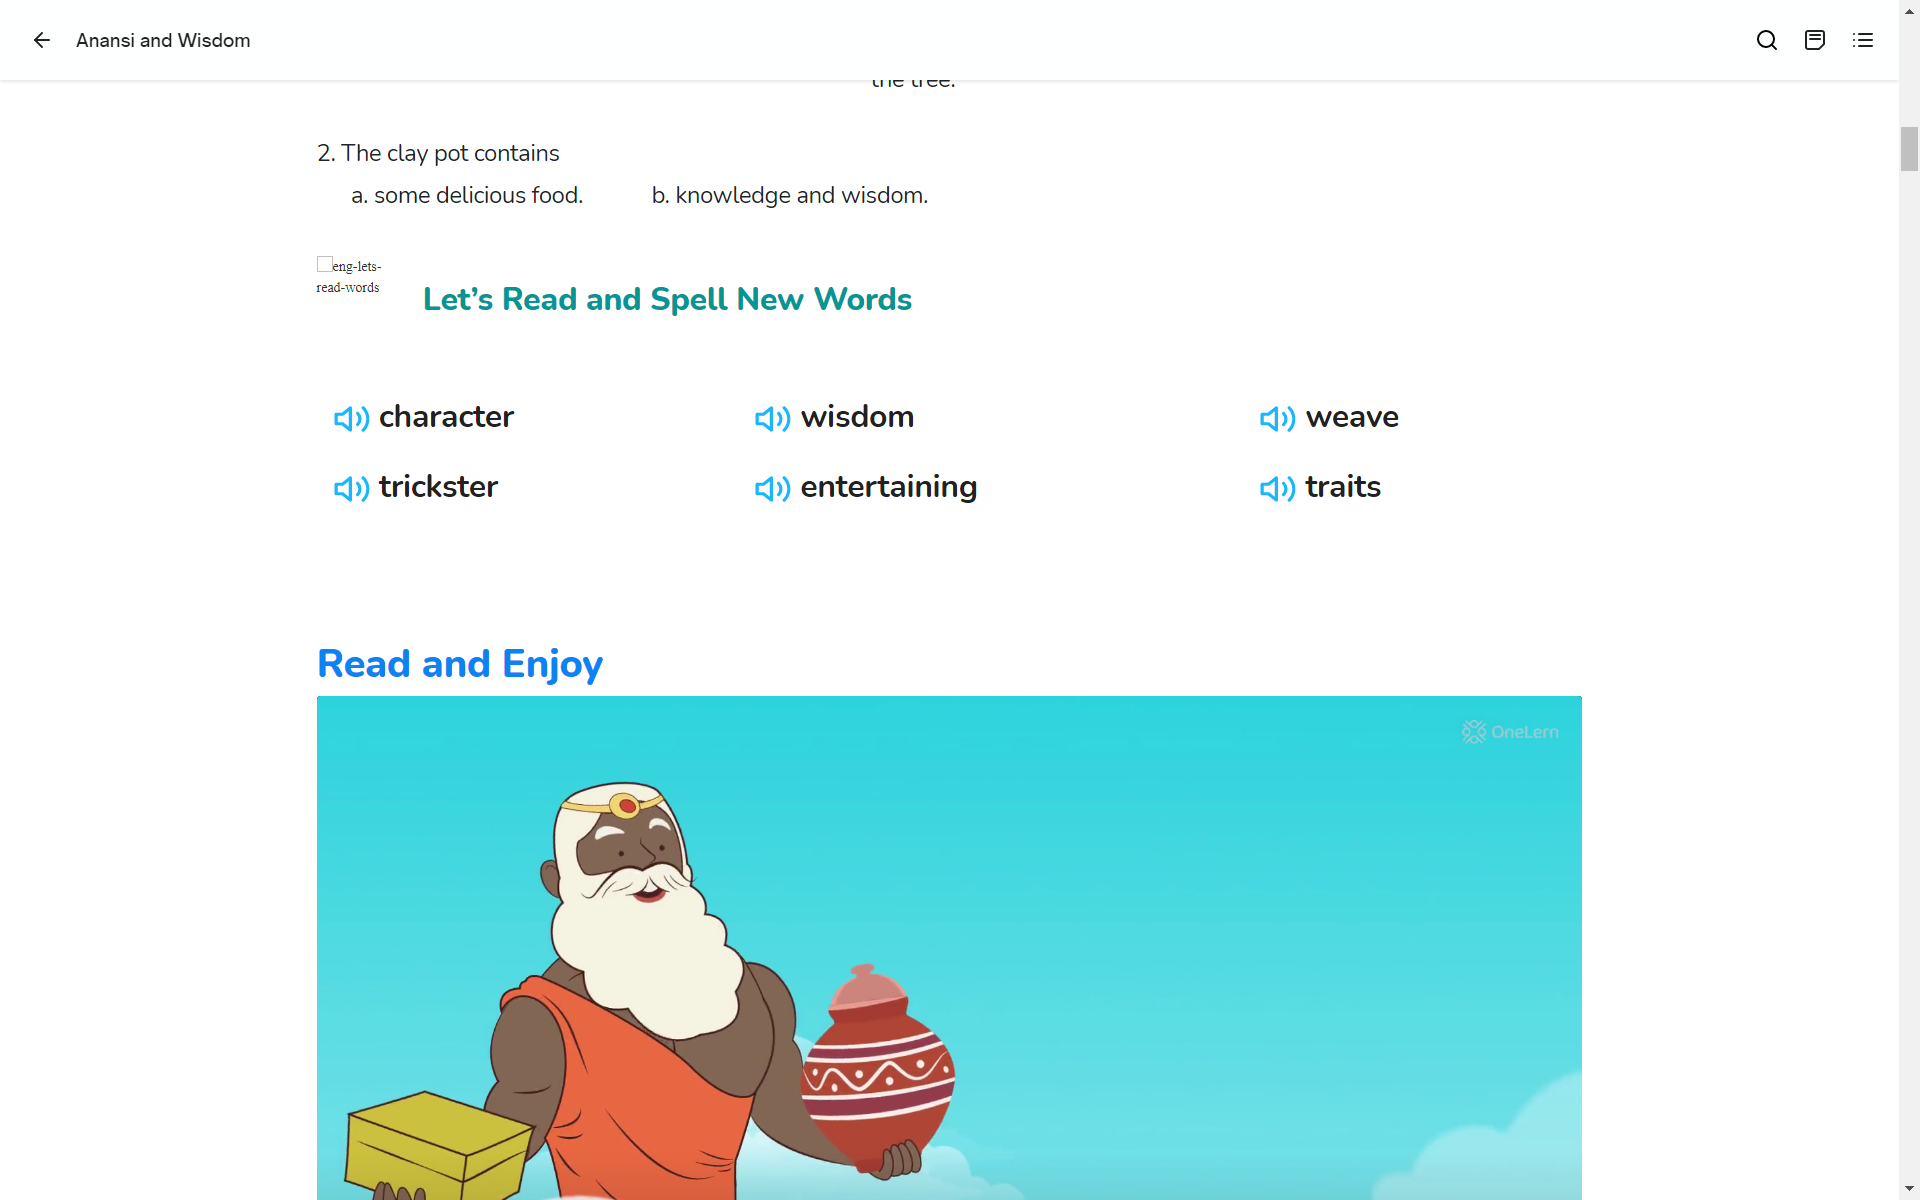 Anansi and Wisdom
the tree.
2. The clay pot contains
a. some delicious food. b. knowledge and wisdom.
eng-lets-
read-words
Let’s Read and Spell New Words
character wisdom weave
trickster entertaining traits
Read and Enjoy
OneLern